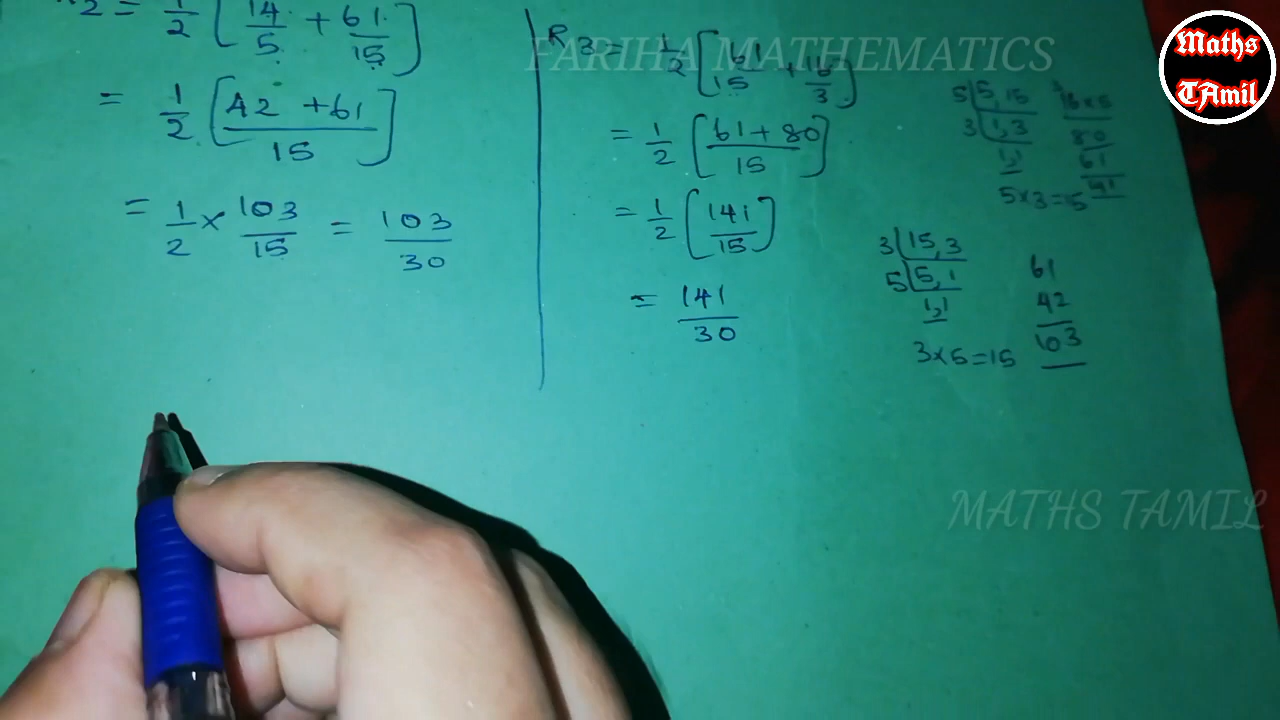 R2 = 1/2 [14/5 + 61/15]
= 1/2 [42 + 61 / 15]
= 1/2 × 103/15 = 103/30
R3 = 1/2 [61/15 + 16/3]
= 1/2 [61 + 80 / 15]
= 1/2 [141/15]
= 141/30
5 | 5, 15
3 | 1, 3
1, 1
5×3=15
16×5
80
61
141
3 | 15, 3
5 | 5, 1
1, 1
3×5=15
61
42
103
FARIHA MATHEMATICS
MATHS TAMIL
Maths
TAmil